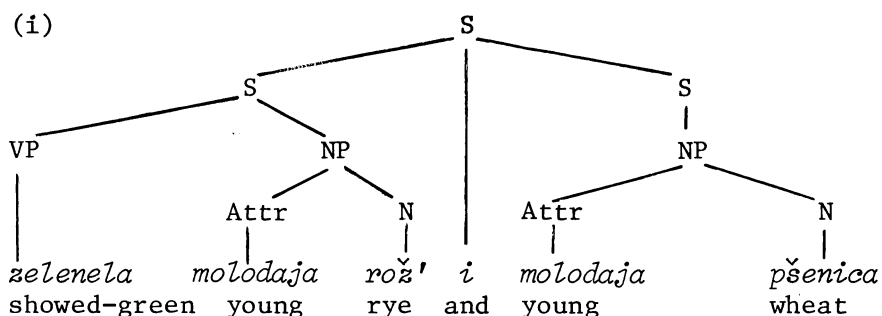 (i) S
S S
VP NP NP
Attr N Attr N
zelenela molodaja rož' i molodaja pšenica
showed-green young rye and young wheat